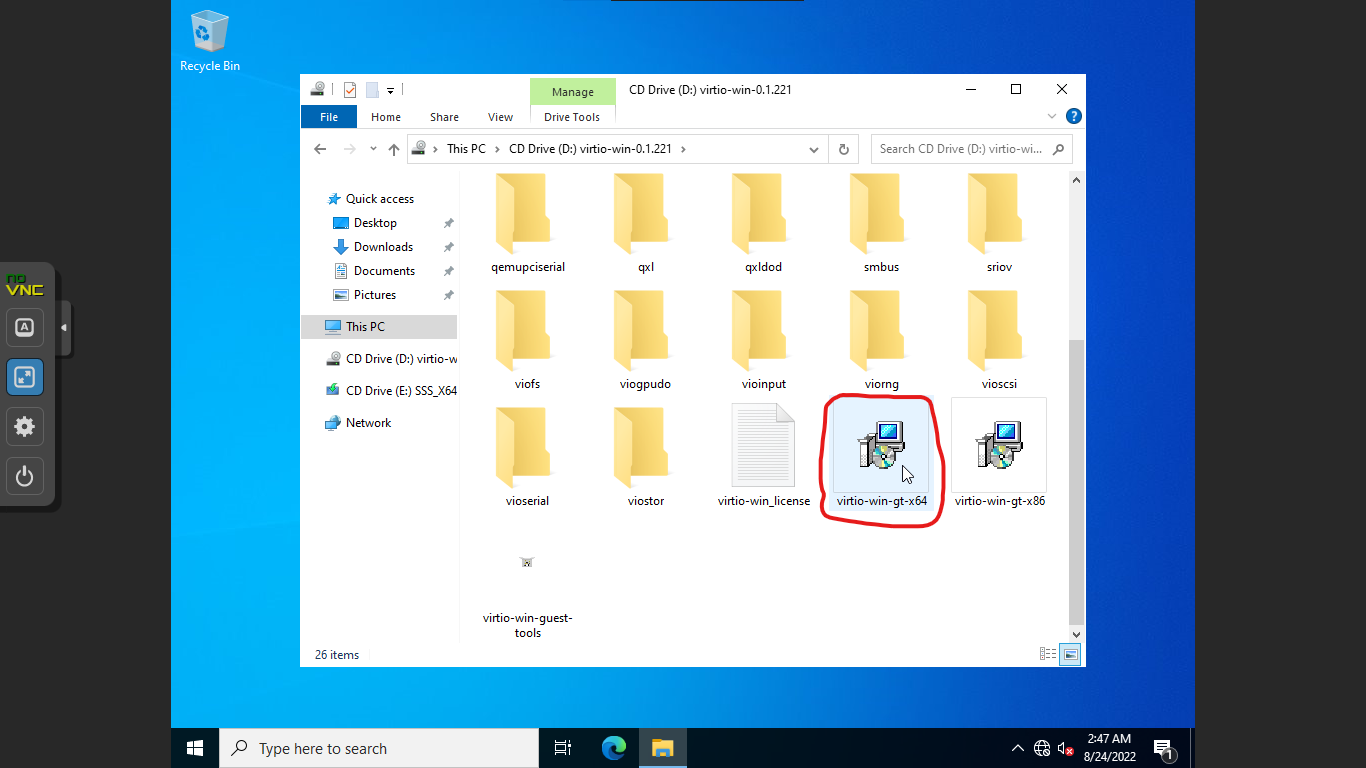 Recycle Bin
Manage
CD Drive (D:) virtio-win-0.1.221
File
Home
Share
View
Drive Tools
This PC
CD Drive (D:) virtio-win-0.1.221
Search CD Drive (D:) virtio-wi...
Quick access
Desktop
Downloads
Documents
Pictures
This PC
CD Drive (D:) virtio-w
CD Drive (E:) SSS_X64
Network
qemupciserial
qxl
qxldod
smbus
sriov
viofs
viogpudo
vioinput
viorng
vioscsi
vioserial
viostor
virtio-win_license
virtio-win-gt-x64
virtio-win-gt-x86
virtio-win-guest-
tools
26 items
no
VNC
A
Type here to search
2:47 AM
8/24/2022
1